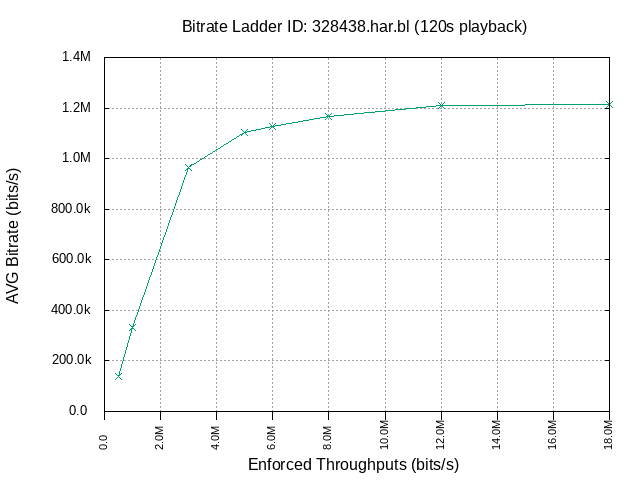 Bitrate Ladder ID: 328438.har.bl (120s playback)
1.4M
1.2M
1.0M
800.0k
600.0k
400.0k
200.0k
0.0
AVG Bitrate (bits/s)
0.0 2.0M 4.0M 6.0M 8.0M 10.0M 12.0M 14.0M 16.0M 18.0M
Enforced Throughputs (bits/s)